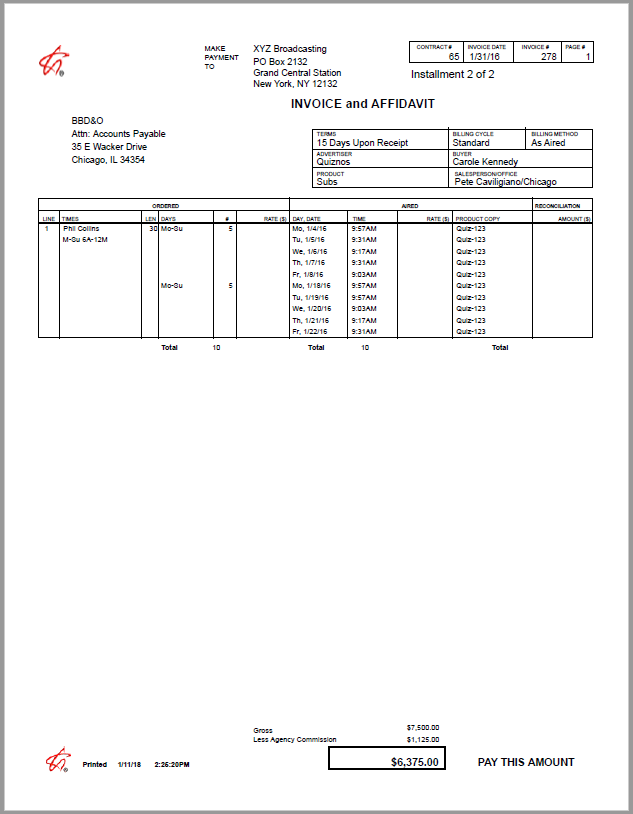 MAKE PAYMENT TO
XYZ Broadcasting
PO Box 2132
Grand Central Station
New York, NY 12132
CONTRACT # INVOICE DATE INVOICE # PAGE #
65 1/31/16 278 1
Installment 2 of 2
INVOICE and AFFIDAVIT
BBD&O
Attn: Accounts Payable
35 E Wacker Drive
Chicago, IL 34354
TERMS BILLING CYCLE BILLING METHOD
15 Days Upon Receipt Standard As Aired
ADVERTISER BUYER
Quiznos Carole Kennedy
PRODUCT SALESPERSON/OFFICE
Subs Pete Caviligiano/Chicago
ORDERED AIRED RECONCILIATION
LINE TIMES LEN DAYS # RATE ($) DAY, DATE TIME RATE ($) PRODUCT COPY AMOUNT ($)
1 Phil Collins 30 Mo-Su 5 Mo, 1/4/16 9:57AM Quiz-123
M-Su 6A-12M Tu, 1/5/16 9:31AM Quiz-123
We, 1/6/16 9:17AM Quiz-123
Th, 1/7/16 9:31AM Quiz-123
Fr, 1/8/16 9:03AM Quiz-123
Mo-Su 5 Mo, 1/18/16 9:57AM Quiz-123
Tu, 1/19/16 9:57AM Quiz-123
We, 1/20/16 9:03AM Quiz-123
Th, 1/21/16 9:17AM Quiz-123
Fr, 1/22/16 9:31AM Quiz-123
Total 10 Total 10 Total
Gross $7,500.00
Less Agency Commission $1,125.00
$6,375.00 PAY THIS AMOUNT
Printed 1/11/18 2:26:20PM